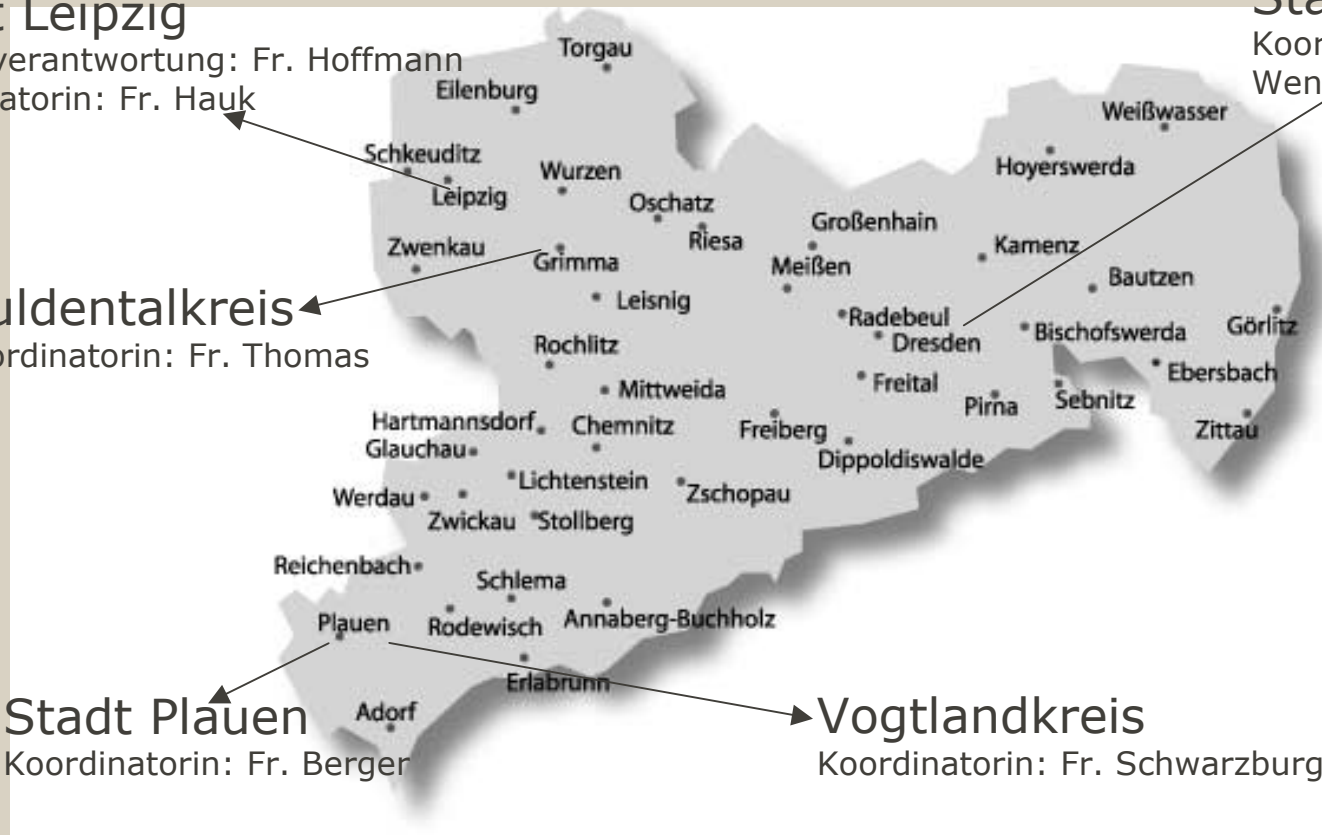 t Leipzig
verantwortung: Fr. Hoffmann
atorin: Fr. Hauk
Sta
Koor
Wen
Torgau
Eilenburg
Weißwasser
Schkeuditz
Hoyerswerda
Wurzen
Leipzig
Oschatz
Großenhain
Riesa
Zwenkau
Kamenz
Grimma
Meißen
Bautzen
Leisnig
uldentalkreis
ordinatorin: Fr. Thomas
Radebeul
Görlitz
Bischofswerda
Dresden
Rochlitz
Ebersbach
Freital
Mittweida
Sebnitz
Pirna
Hartmannsdorf
Chemnitz
Freiberg
Zittau
Glauchau
Dippoldiswalde
Lichtenstein
Zschopau
Werdau
Zwickau
Stollberg
Reichenbach
Schlema
Annaberg-Buchholz
Plauen
Rodewisch
Erlabrunn
Adorf
Stadt Plauen
Koordinatorin: Fr. Berger
Vogtlandkreis
Koordinatorin: Fr. Schwarzburg